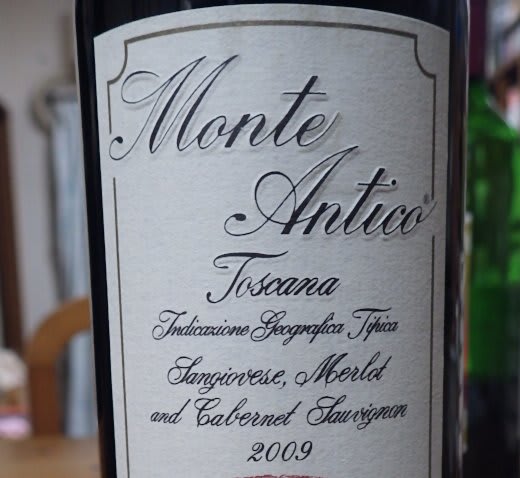 Monte
Antico®
Toscana
Indicazione Geografica Tipica
Sangiovese, Merlot
and Cabernet Sauvignon
2009